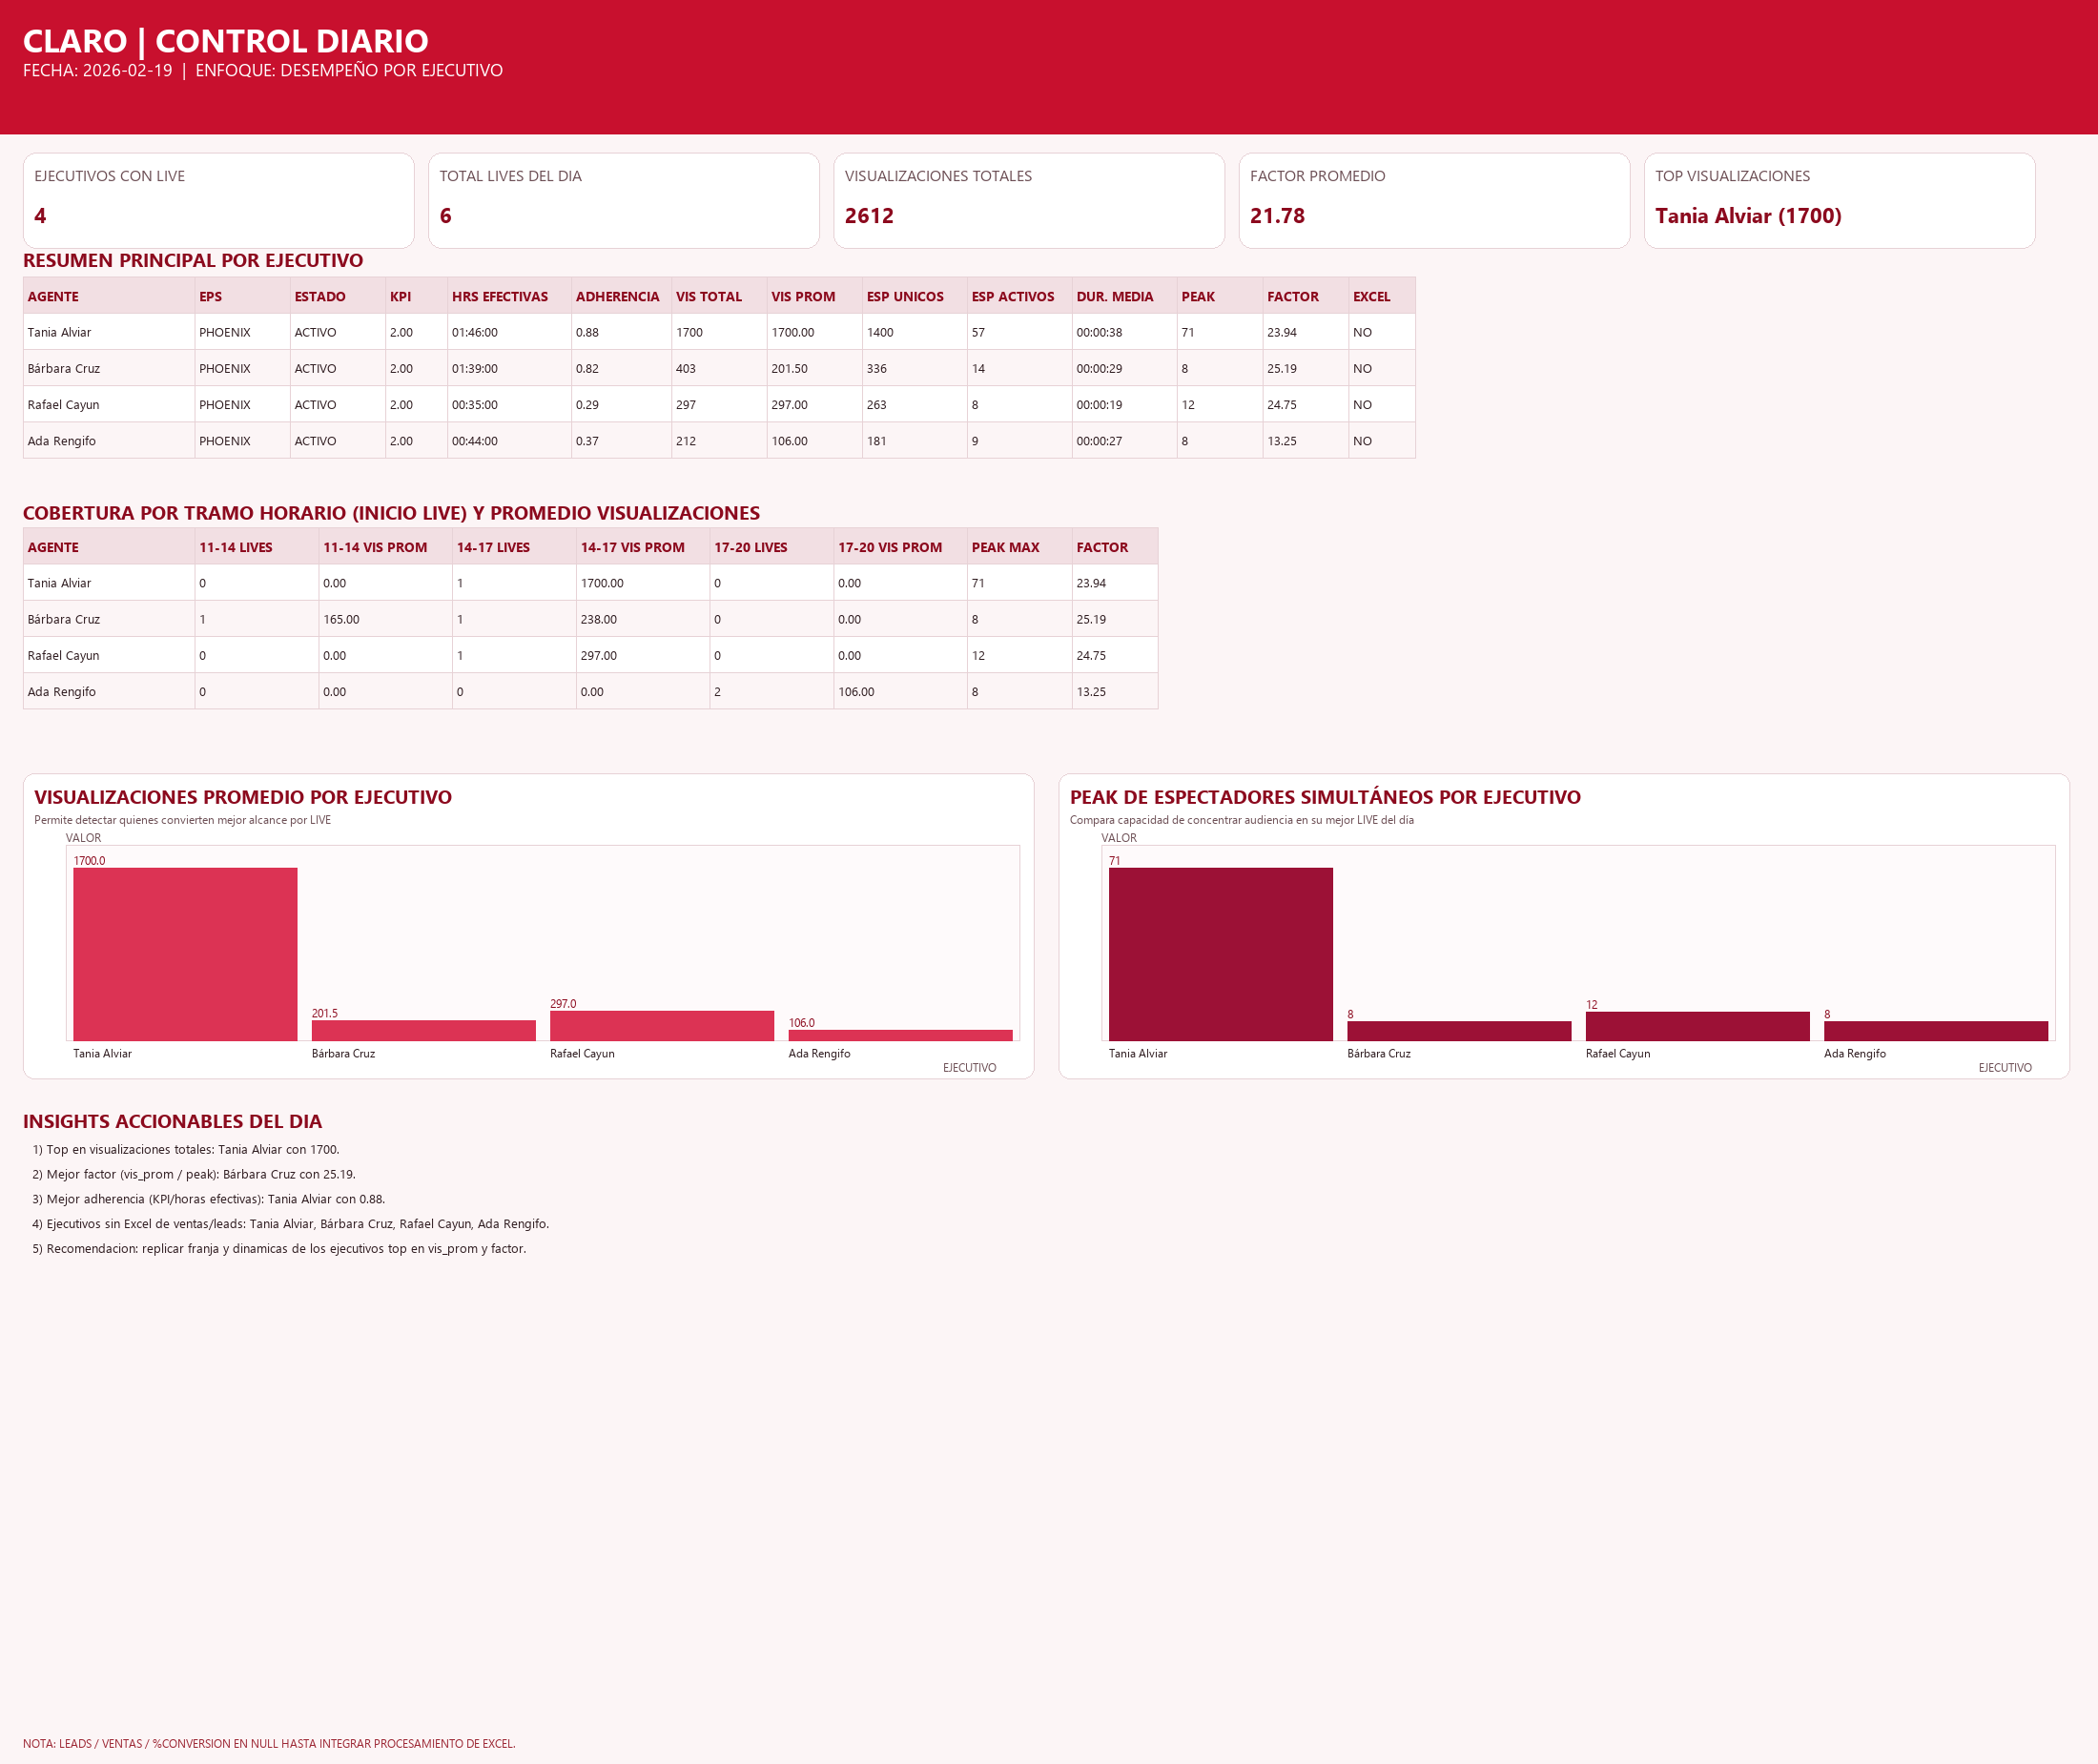 CLARO | CONTROL DIARIO
FECHA: 2026-02-19 | ENFOQUE: DESEMPEÑO POR EJECUTIVO
EJECUTIVOS CON LIVE
4
TOTAL LIVES DEL DIA
6
VISUALIZACIONES TOTALES
2612
FACTOR PROMEDIO
21.78
TOP VISUALIZACIONES
Tania Alviar (1700)
RESUMEN PRINCIPAL POR EJECUTIVO
AGENTE EPS ESTADO KPI HRS EFECTIVAS ADHERENCIA VIS TOTAL VIS PROM ESP UNICOS ESP ACTIVOS DUR. MEDIA PEAK FACTOR EXCEL
Tania Alviar PHOENIX ACTIVO 2.00 01:46:00 0.88 1700 1700.00 1400 57 00:00:38 71 23.94 NO
Bárbara Cruz PHOENIX ACTIVO 2.00 01:39:00 0.82 403 201.50 336 14 00:00:29 8 25.19 NO
Rafael Cayun PHOENIX ACTIVO 2.00 00:35:00 0.29 297 297.00 263 8 00:00:19 12 24.75 NO
Ada Rengifo PHOENIX ACTIVO 2.00 00:44:00 0.37 212 106.00 181 9 00:00:27 8 13.25 NO
COBERTURA POR TRAMO HORARIO (INICIO LIVE) Y PROMEDIO VISUALIZACIONES
AGENTE 11-14 LIVES 11-14 VIS PROM 14-17 LIVES 14-17 VIS PROM 17-20 LIVES 17-20 VIS PROM PEAK MAX FACTOR
Tania Alviar 0 0.00 1 1700.00 0 0.00 71 23.94
Bárbara Cruz 1 165.00 1 238.00 0 0.00 8 25.19
Rafael Cayun 0 0.00 1 297.00 0 0.00 12 24.75
Ada Rengifo 0 0.00 0 0.00 2 106.00 8 13.25
VISUALIZACIONES PROMEDIO POR EJECUTIVO
Permite detectar quienes convierten mejor alcance por LIVE
VALOR
1700.0
201.5
297.0
106.0
Tania Alviar Bárbara Cruz Rafael Cayun Ada Rengifo
EJECUTIVO
PEAK DE ESPECTADORES SIMULTÁNEOS POR EJECUTIVO
Compara capacidad de concentrar audiencia en su mejor LIVE del día
VALOR
71
8
12
8
Tania Alviar Bárbara Cruz Rafael Cayun Ada Rengifo
EJECUTIVO
INSIGHTS ACCIONABLES DEL DIA
1) Top en visualizaciones totales: Tania Alviar con 1700.
2) Mejor factor (vis_prom / peak): Bárbara Cruz con 25.19.
3) Mejor adherencia (KPI/horas efectivas): Tania Alviar con 0.88.
4) Ejecutivos sin Excel de ventas/leads: Tania Alviar, Bárbara Cruz, Rafael Cayun, Ada Rengifo.
5) Recomendacion: replicar franja y dinamicas de los ejecutivos top en vis_prom y factor.
NOTA: LEADS / VENTAS / %CONVERSION EN NULL HASTA INTEGRAR PROCESAMIENTO DE EXCEL.